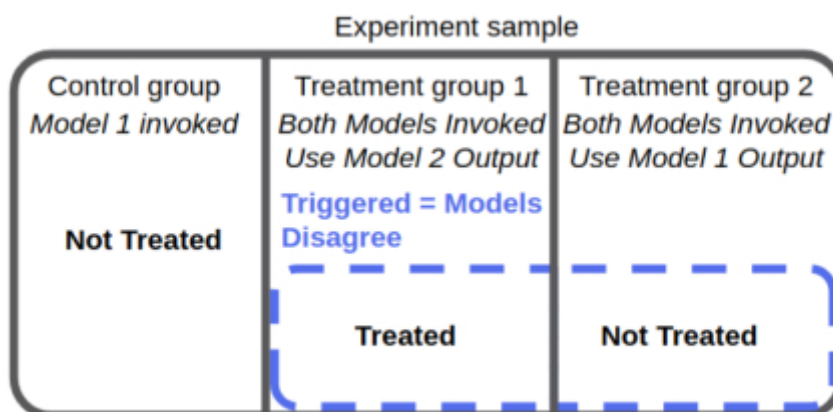 Experiment sample
Control group
Model 1 invoked
Not Treated
Treatment group 1
Both Models Invoked
Use Model 2 Output
Triggered = Models
Disagree
Treated
Treatment group 2
Both Models Invoked
Use Model 1 Output
Not Treated